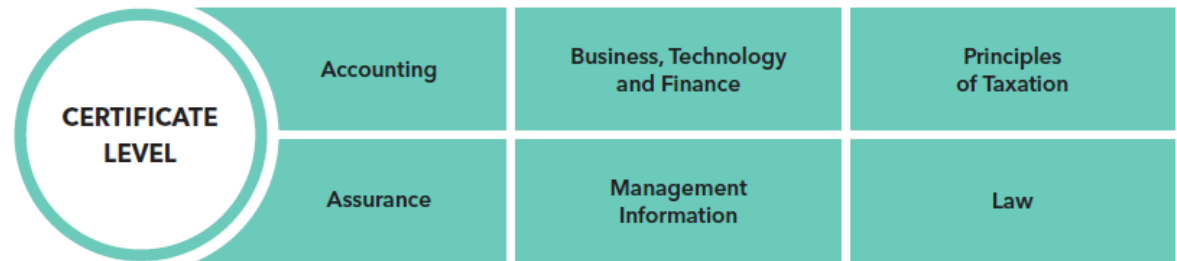 CERTIFICATE
LEVEL
Accounting
Business, Technology
and Finance
Principles
of Taxation
Assurance
Management
Information
Law